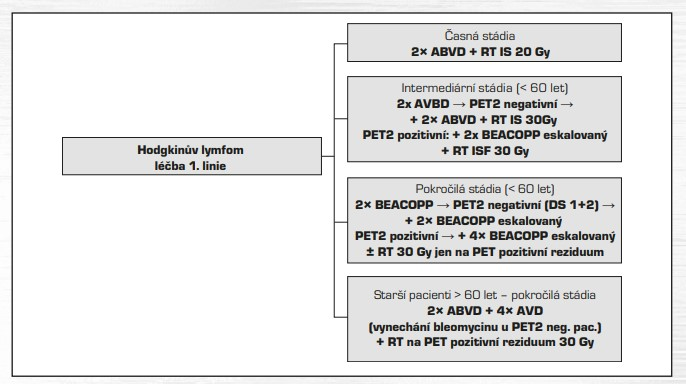 Hodgkinův lymfom
léčba 1. linie
Časná stádia
2× ABVD + RT IS 20 Gy
Intermediární stádia (< 60 let)
2x AVBD → PET2 negativní →
+ 2× ABVD + RT IS 30Gy
PET2 pozitivní: + 2x BEACOPP eskalovaný
+ RT ISF 30 Gy
Pokročilá stádia (< 60 let)
2× BEACOPP → PET2 negativní (DS 1+2) →
+ 2× BEACOPP eskalovaný
PET2 pozitivní → + 4× BEACOPP eskalovaný
± RT 30 Gy jen na PET pozitivní reziduum
Starší pacienti > 60 let – pokročilá stádia
2× ABVD + 4× AVD
(vynechání bleomycinu u PET2 neg. pac.)
+ RT na PET pozitivní reziduum 30 Gy